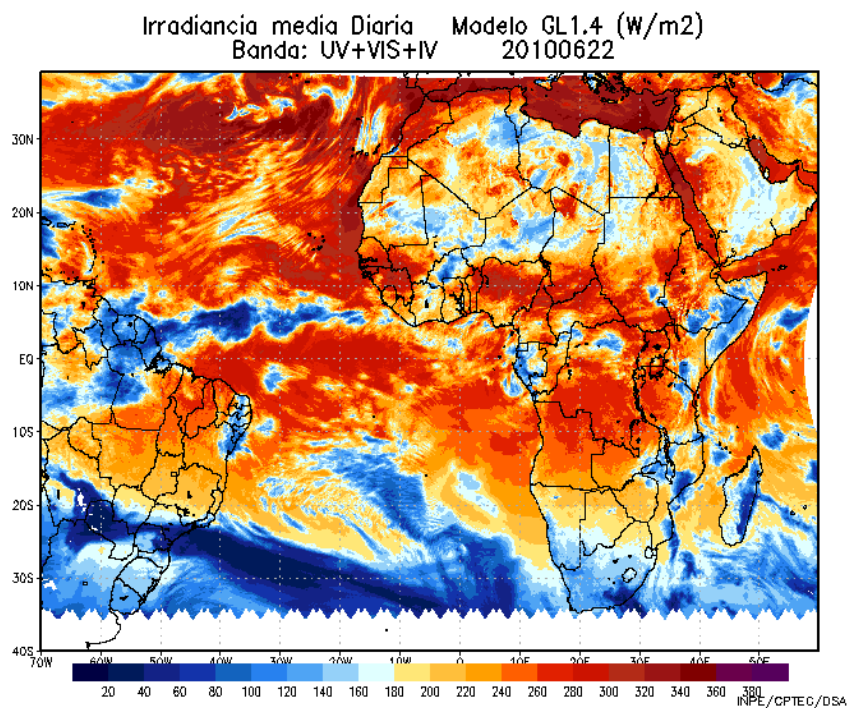 Irradiancia media Diaria Modelo GL1.4 (W/m2)
Banda: UV+VIS+IV 20100622
30N
20N
10N
EQ
10S
20S
30S
40S
70W 60W 50W 40W 30W 20W 10W 0 10E 20E 30E 40E 50E
20 40 60 80 100 120 140 160 180 200 220 240 260 280 300 320 340 360 380
INPE/CPTEC/DSA